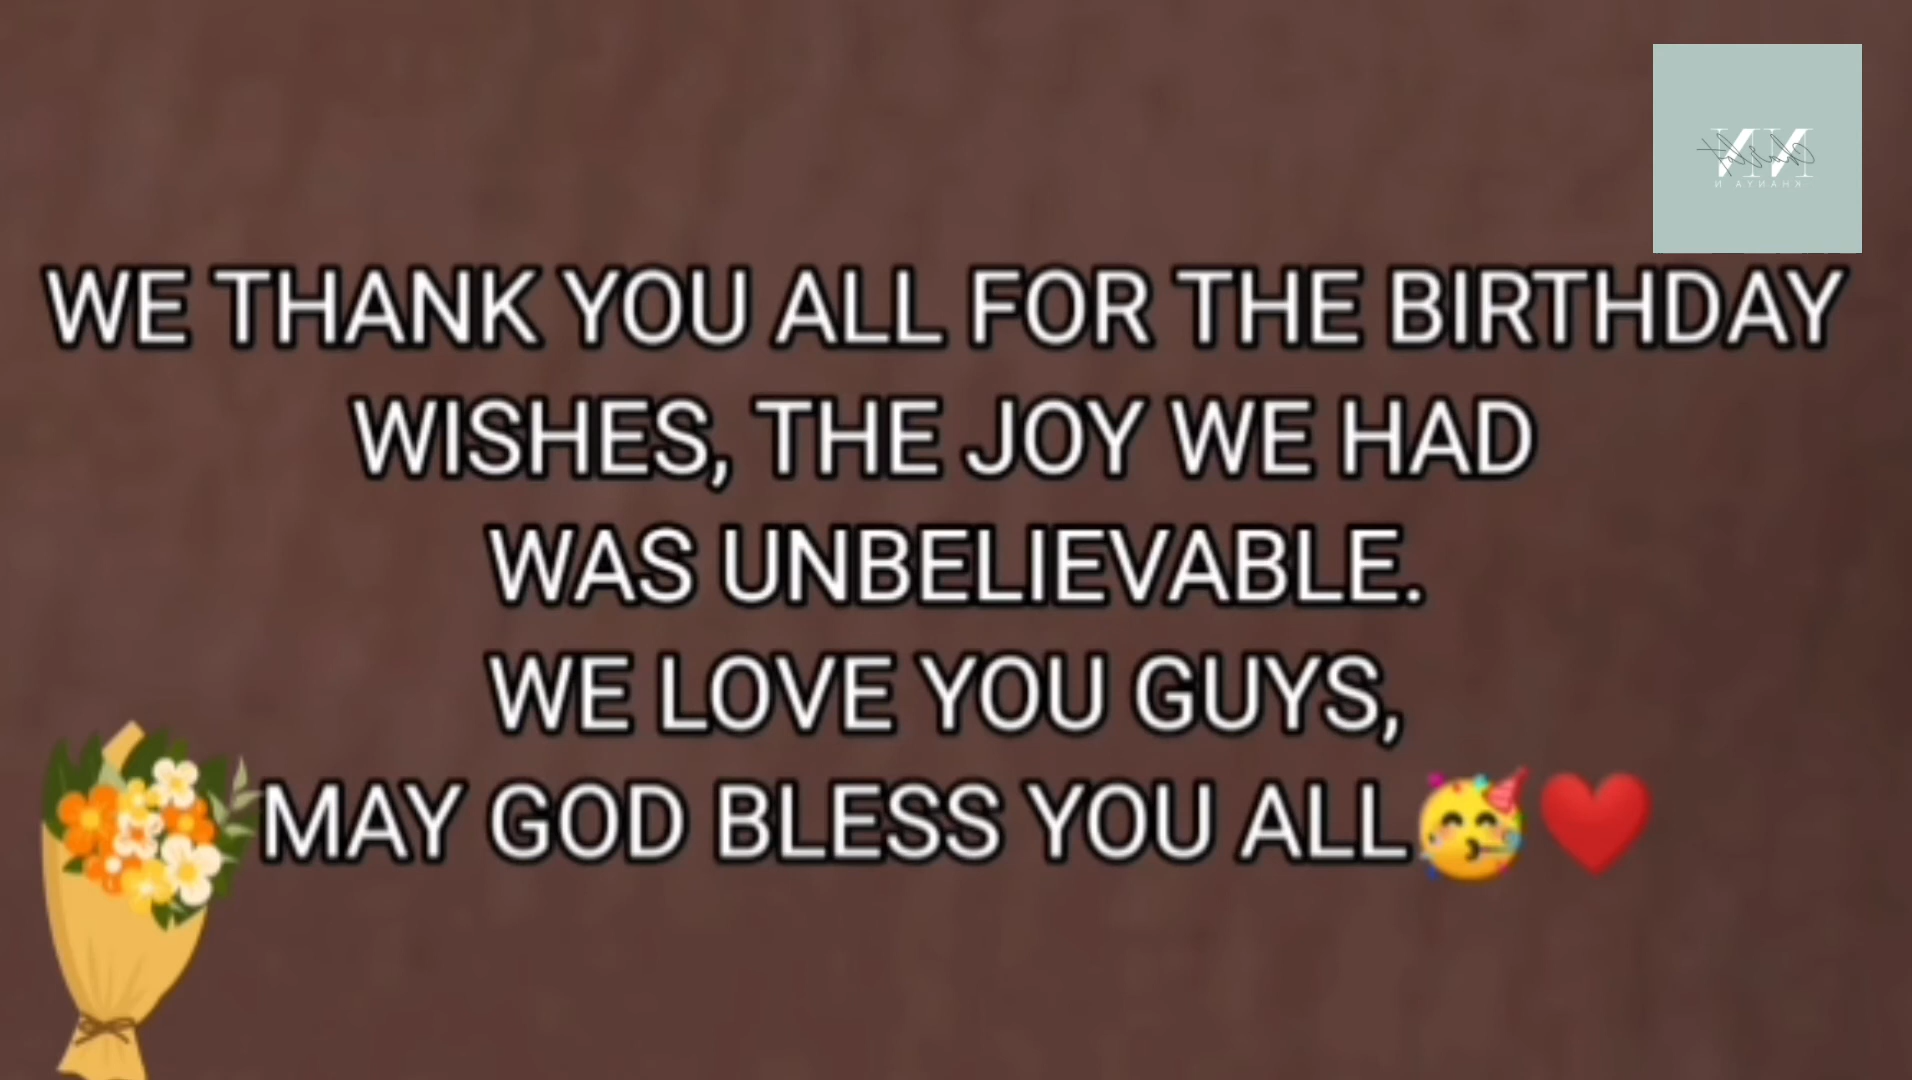 WE THANK YOU ALL FOR THE BIRTHDAY
WISHES, THE JOY WE HAD
WAS UNBELIEVABLE.
WE LOVE YOU GUYS,
MAY GOD BLESS YOU ALL🥳❤️
KHANYA N